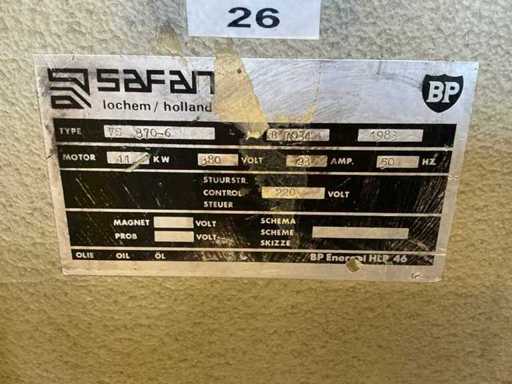 26
SAFAN
lochem / holland
BP
TYPE VS 870-6 1983
MOTOR 11 KW 380 VOLT AMP. 50 HZ
STUURSTR.
CONTROL 220 VOLT
STEUER
MAGNET VOLT SCHEMA
PROB VOLT SCHEME
SKIZZE
OLIE OIL ÖL BP Energol HLP 46